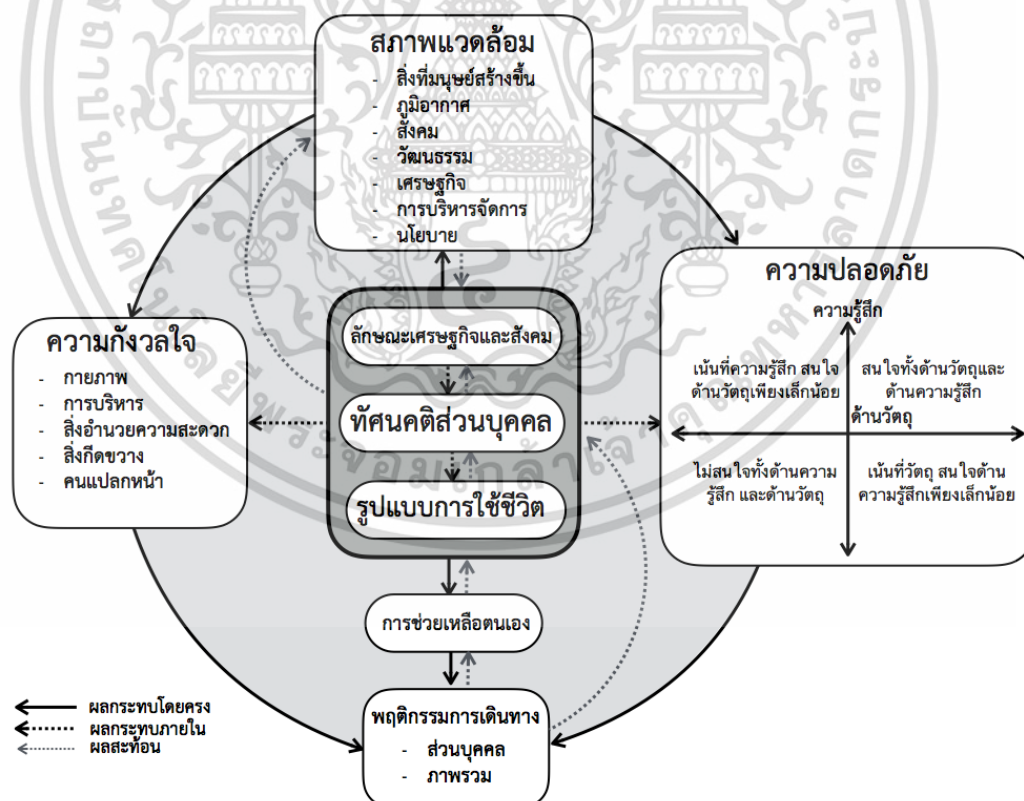 สภาพแวดล้อม
- สิ่งที่มนุษย์สร้างขึ้น
- ภูมิอากาศ
- สังคม
- วัฒนธรรม
- เศรษฐกิจ
- การบริหารจัดการ
- นโยบาย
ความกังวลใจ
- กายภาพ
- การบริหาร
- สิ่งอำนวยความสะดวก
- สิ่งกีดขวาง
- คนแปลกหน้า
ลักษณะเศรษฐกิจและสังคม
ทัศนคติส่วนบุคคล
รูปแบบการใช้ชีวิต
ความปลอดภัย
ความรู้สึก
เน้นที่ความรู้สึก สนใจ
ด้านวัตถุเพียงเล็กน้อย
สนใจทั้งด้านวัตถุและ
ด้านความรู้สึก
ด้านวัตถุ
ไม่สนใจทั้งด้านความ
รู้สึก และด้านวัตถุ
เน้นที่วัตถุ สนใจด้าน
ความรู้สึกเพียงเล็กน้อย
การช่วยเหลือตนเอง
พฤติกรรมการเดินทาง
- ส่วนบุคคล
- ภาพรวม
ผลกระทบโดยตรง
ผลกระทบภายใน
ผลสะท้อน